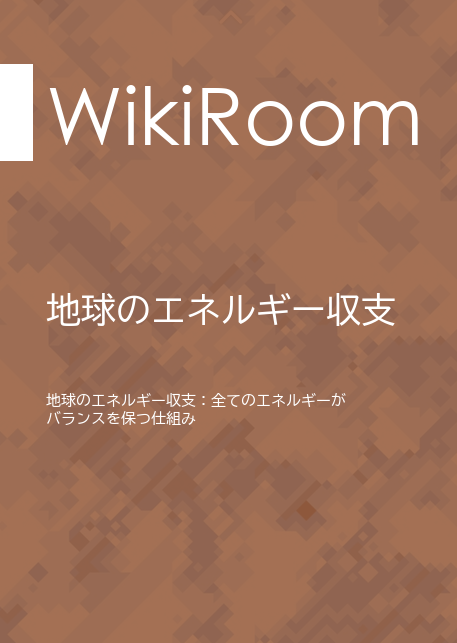 WikiRoom
地球のエネルギー収支
地球のエネルギー収支：全てのエネルギーが
バランスを保つ仕組み